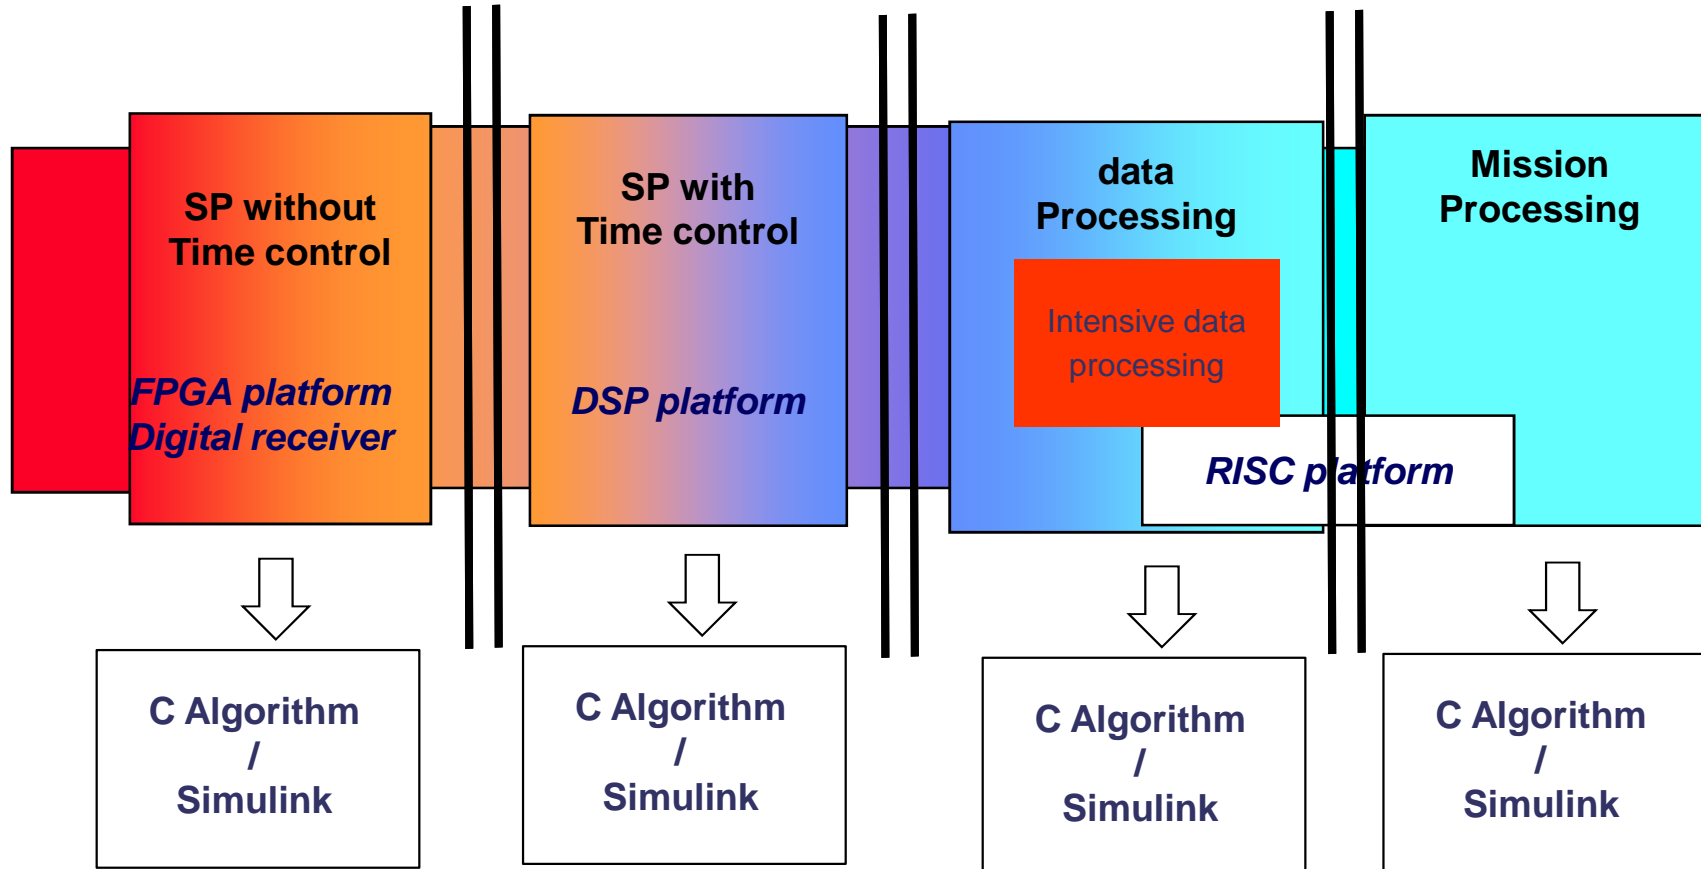 SP without
Time control
FPGA platform
Digital receiver
SP with
Time control
DSP platform
data
Processing
Intensive data
processing
RISC platform
Mission
Processing
C Algorithm
/
Simulink
C Algorithm
/
Simulink
C Algorithm
/
Simulink
C Algorithm
/
Simulink